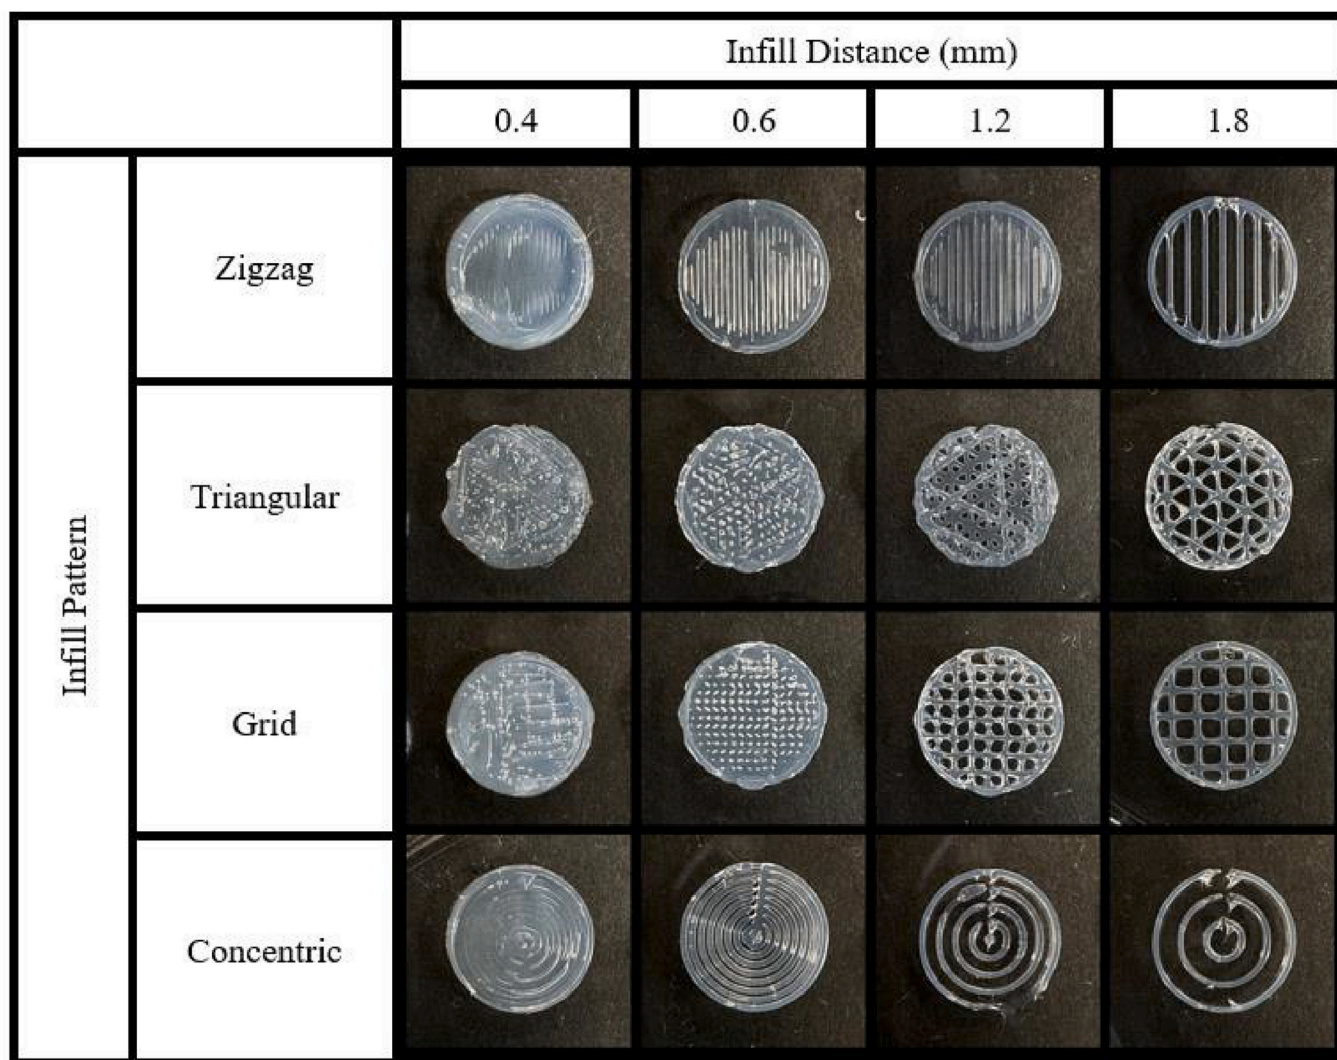 Infill Distance (mm)
0.4 0.6 1.2 1.8
Infill Pattern
Zigzag
Triangular
Grid
Concentric